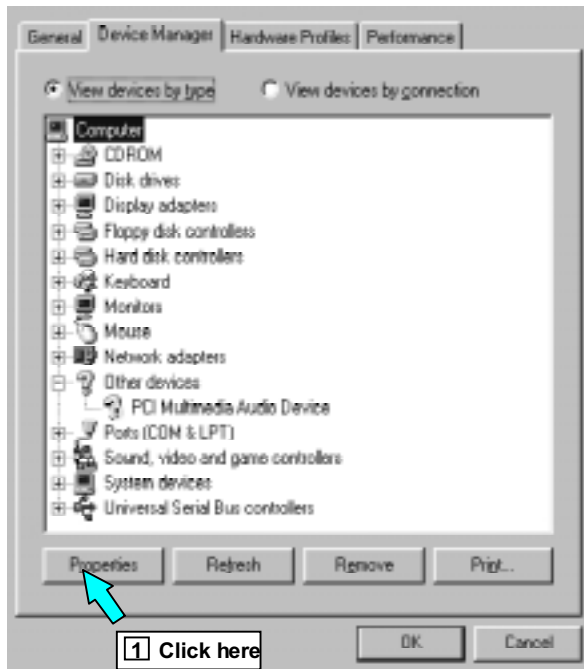 General Device Manager Hardware Profiles Performance
View devices by type View devices by connection
Computer
CDROM
Disk drives
Display adapters
Floppy disk controllers
Hard disk controllers
Keyboard
Monitors
Mouse
Network adapters
Other devices
PCI Multimedia Audio Device
Ports (COM & LPT)
Sound, video and game controllers
System devices
Universal Serial Bus controllers
Properties Refresh Remove Print...
1 Click here
OK Cancel